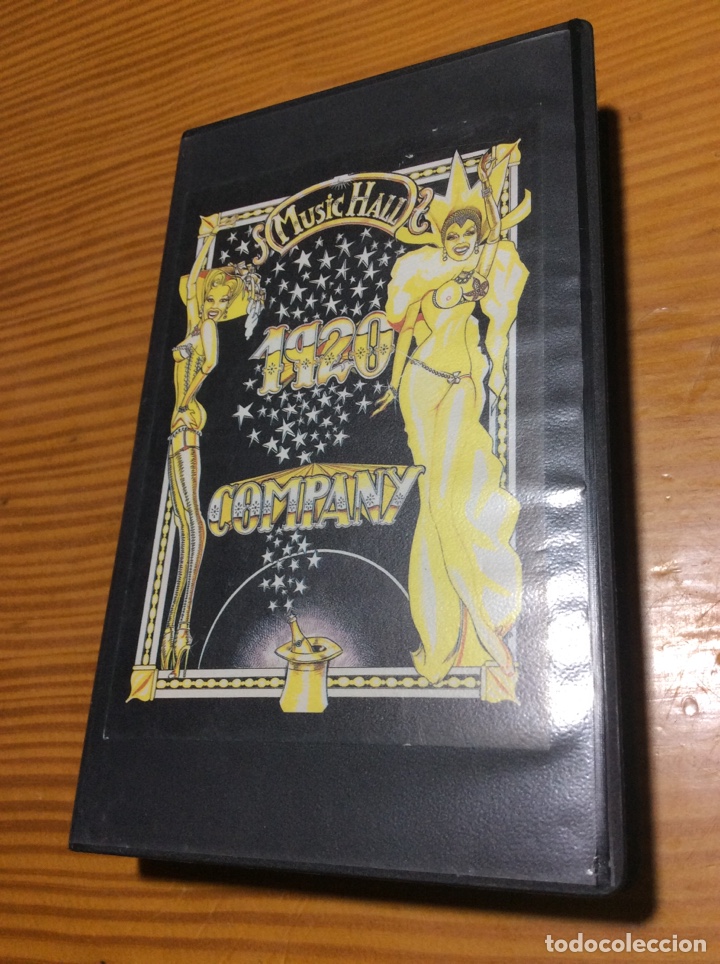 Music Hall
1920
Company
todocoleccion